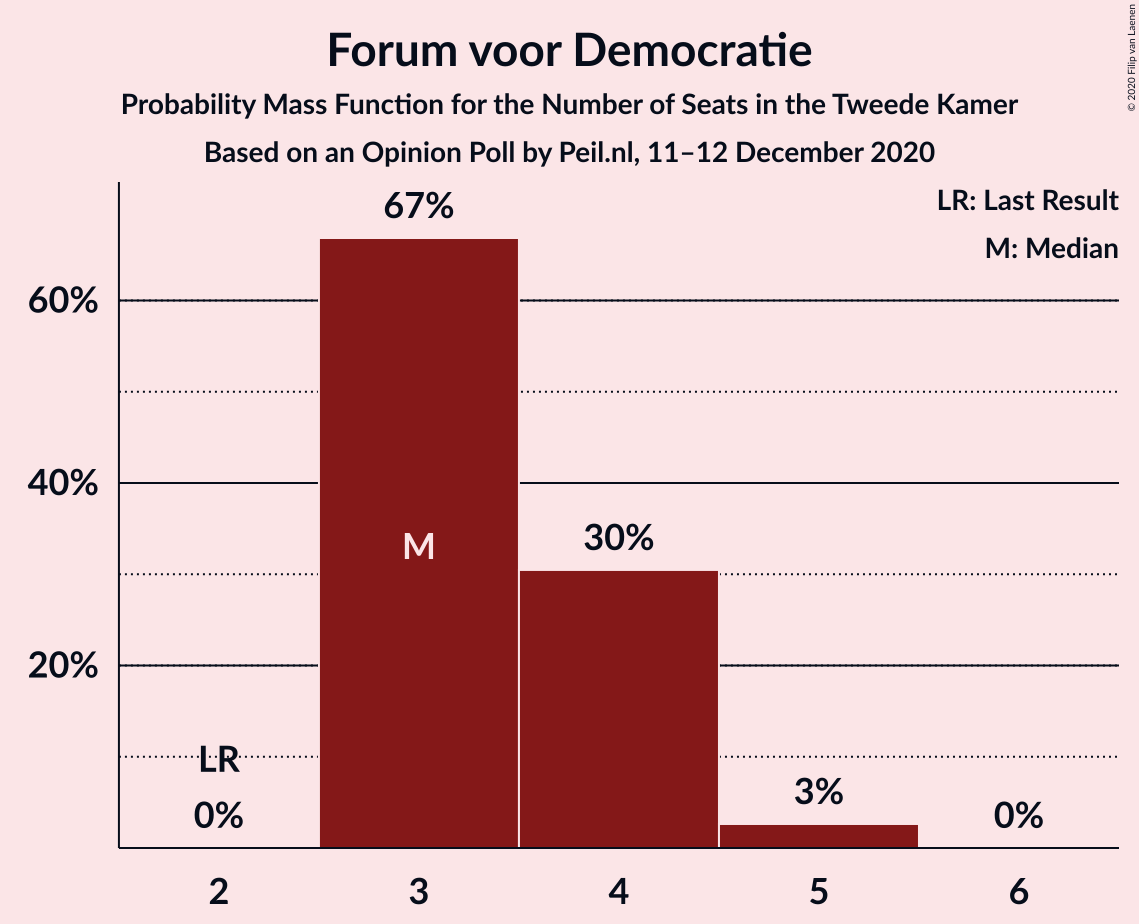 Forum voor Democratie
Probability Mass Function for the Number of Seats in the Tweede Kamer
Based on an Opinion Poll by Peil.nl, 11–12 December 2020
© 2020 Filip van Laenen
LR: Last Result
M: Median
67%
60%
40%
30%
M
20%
LR
0%
3%
0%
2
3
4
5
6